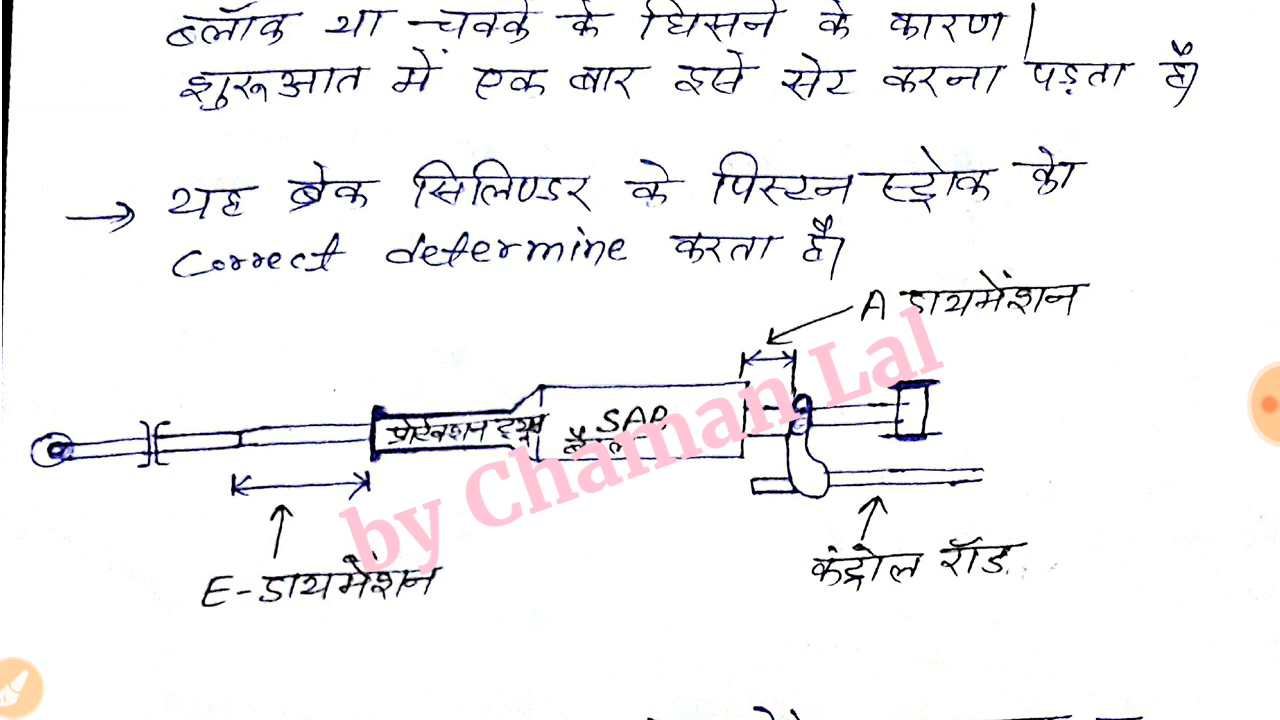 ब्लॉक या चक्के के घिसने के कारण
शुरूआत में एक बार इसे सेट करना पड़ता है।
→ यह ब्रेक सिलिण्डर के पिस्टन स्ट्रोक को
correct determine करता है।
A डायमेंशन
प्रोटेक्शन ट्यूब
SAB
बैरल
by Chaman Lal
E-डायमेंशन
कंट्रोल रॉड